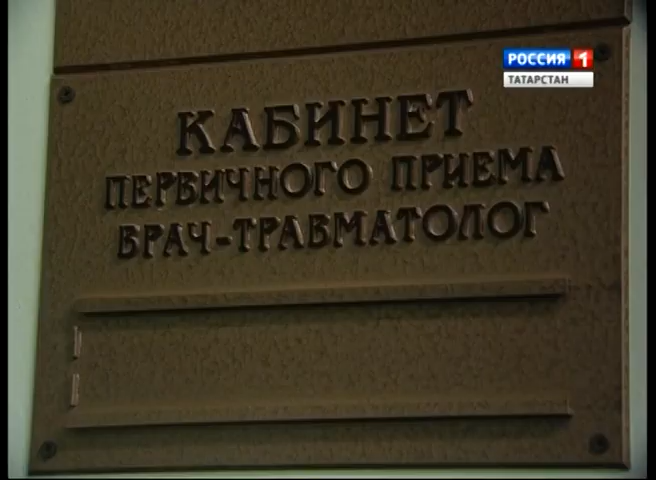 РОССИЯ 1
ТАТАРСТАН
КАБИНЕТ
ПЕРВИЧНОГО ПРИЕМА
ВРАЧ-ТРАВМАТОЛОГ